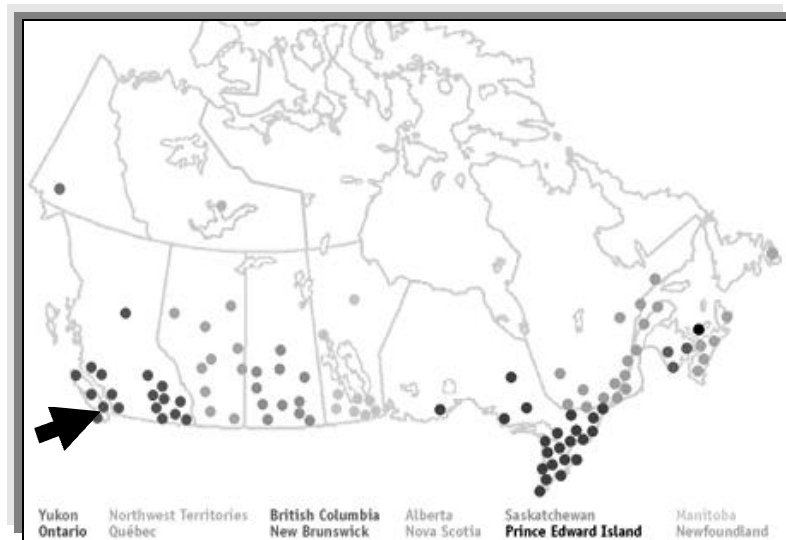 Yukon Northwest Territories British Columbia Alberta Saskatchewan Manitoba
Ontario Québec New Brunswick Nova Scotia Prince Edward Island Newfoundland